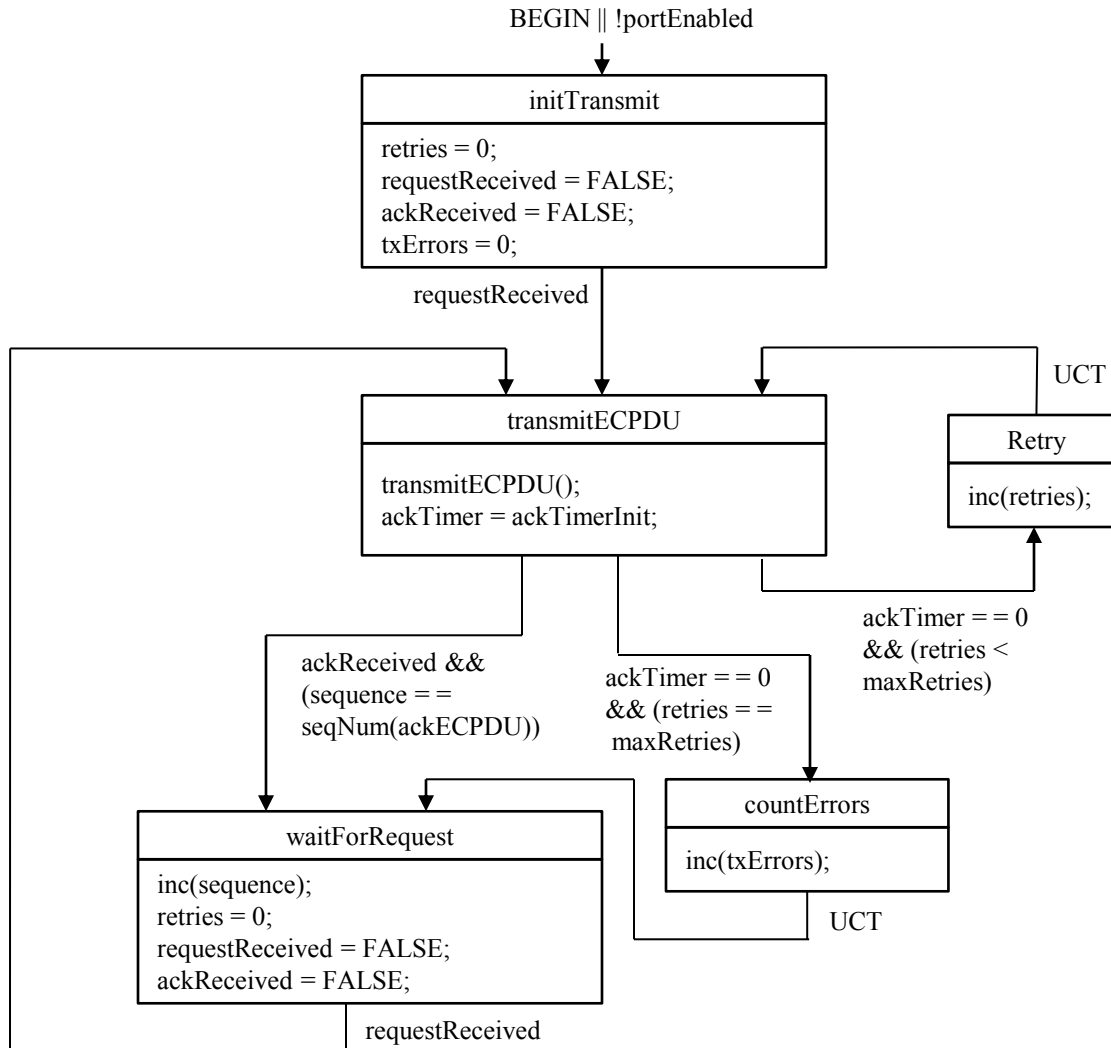 BEGIN || !portEnabled
initTransmit
retries = 0;
requestReceived = FALSE;
ackReceived = FALSE;
txErrors = 0;
requestReceived
UCT
transmitECPDU
transmitECPDU();
ackTimer = ackTimerInit;
Retry
inc(retries);
ackReceived &&
(sequence = =
seqNum(ackECPDU))
ackTimer = = 0
&& (retries = =
maxRetries)
ackTimer = = 0
&& (retries <
maxRetries)
waitForRequest
inc(sequence);
retries = 0;
requestReceived = FALSE;
ackReceived = FALSE;
countErrors
inc(txErrors);
UCT
requestReceived